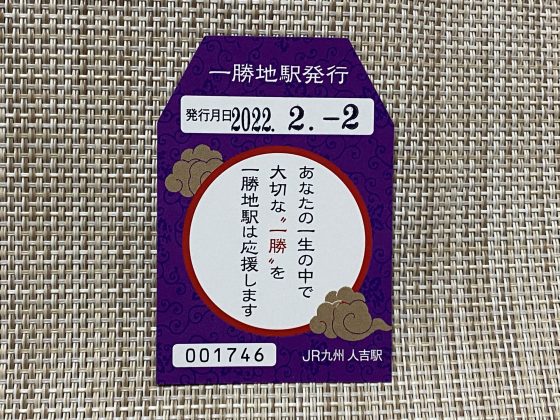 一勝地駅発行
発行月日 2022. 2. -2
あなたの一生の中で
大切な〝一勝〟を
一勝地駅は応援します
001746
JR九州 人吉駅